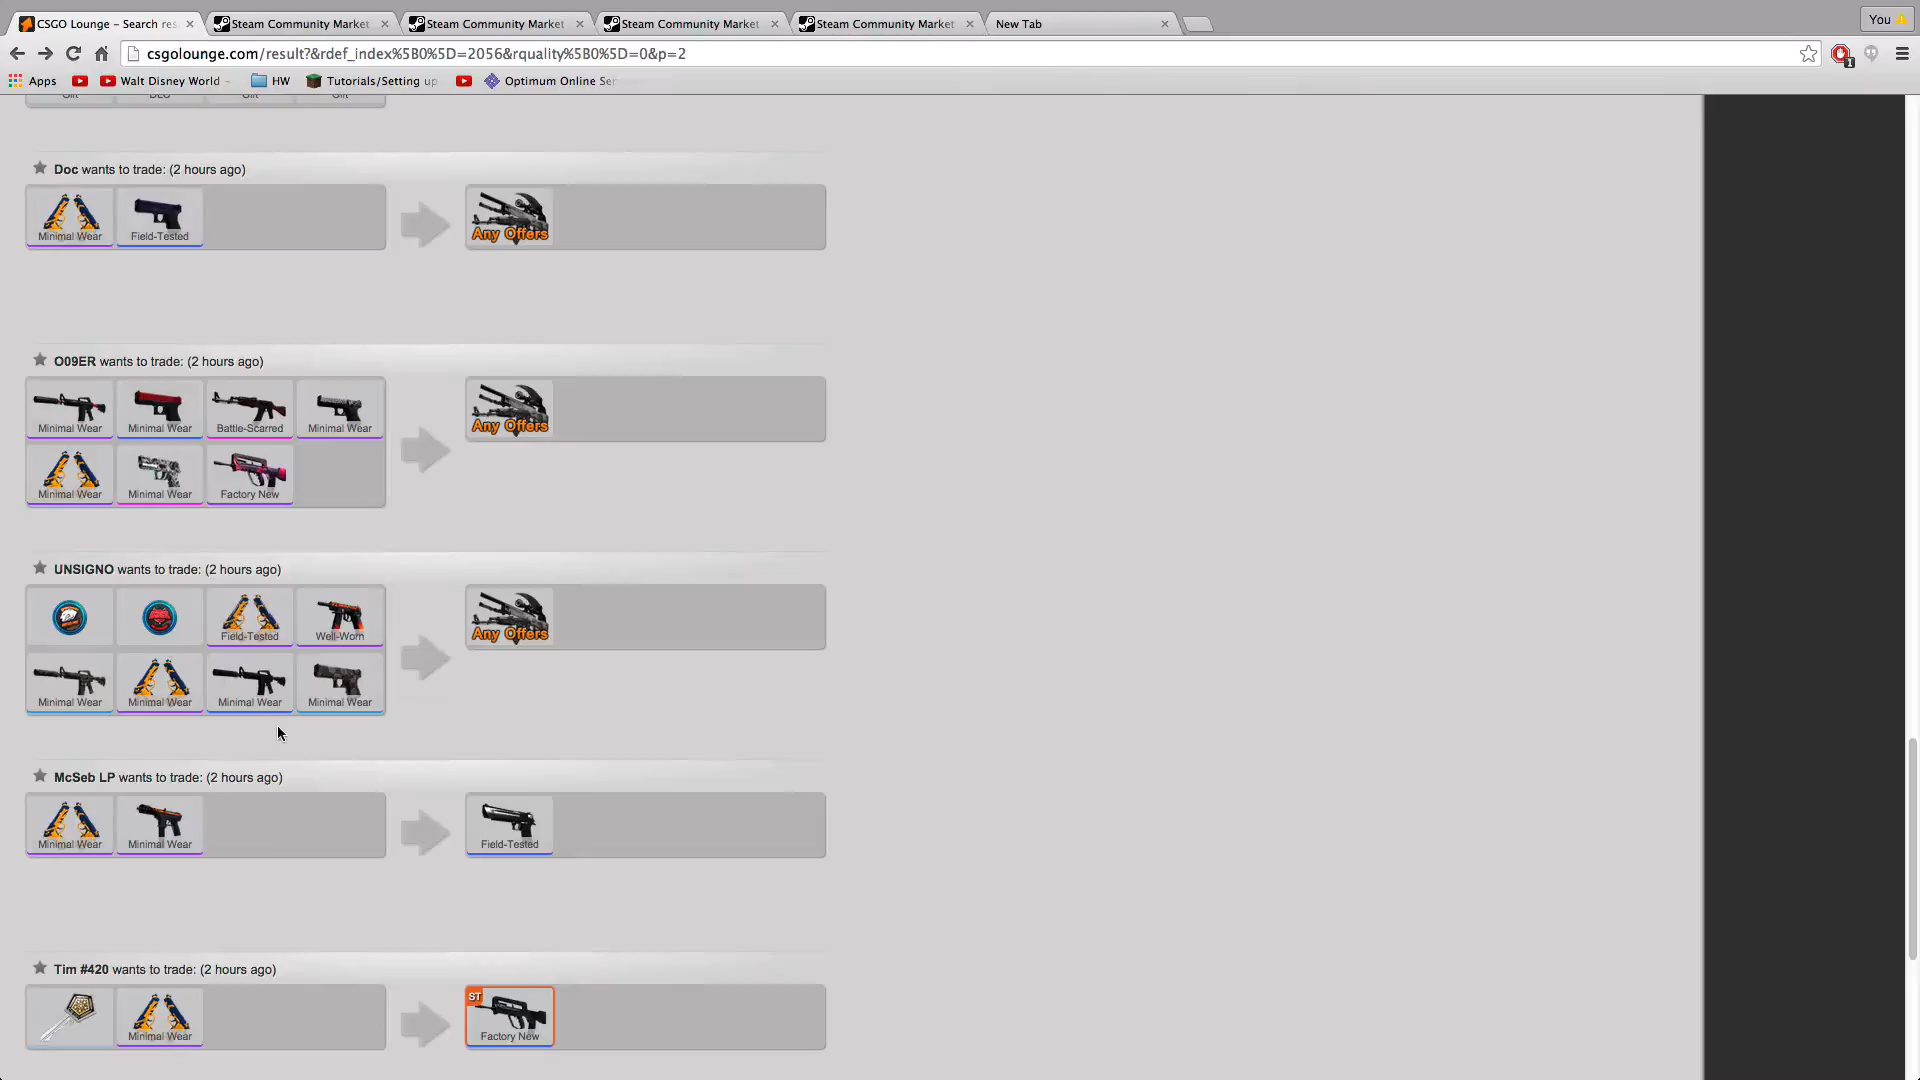 CSGO Lounge – Search res
Steam Community Market
Steam Community Market
Steam Community Market
Steam Community Market
New Tab
You
csgolounge.com/result?&rdef_index%5B0%5D=2056&rquality%5B0%5D=0&p=2
1
Apps
Walt Disney World –
HW
Tutorials/Setting up
Optimum Online Ser
Gift
DLC
Gift
Gift
Doc wants to trade: (2 hours ago)
Minimal Wear
Field-Tested
Any Offers
O09ER wants to trade: (2 hours ago)
Minimal Wear
Minimal Wear
Battle-Scarred
Minimal Wear
Any Offers
Minimal Wear
Minimal Wear
Factory New
UNSIGNO wants to trade: (2 hours ago)
Field-Tested
Well-Worn
Any Offers
Minimal Wear
Minimal Wear
Minimal Wear
Minimal Wear
McSeb LP wants to trade: (2 hours ago)
Minimal Wear
Minimal Wear
Field-Tested
Tim #420 wants to trade: (2 hours ago)
Minimal Wear
ST
Factory New